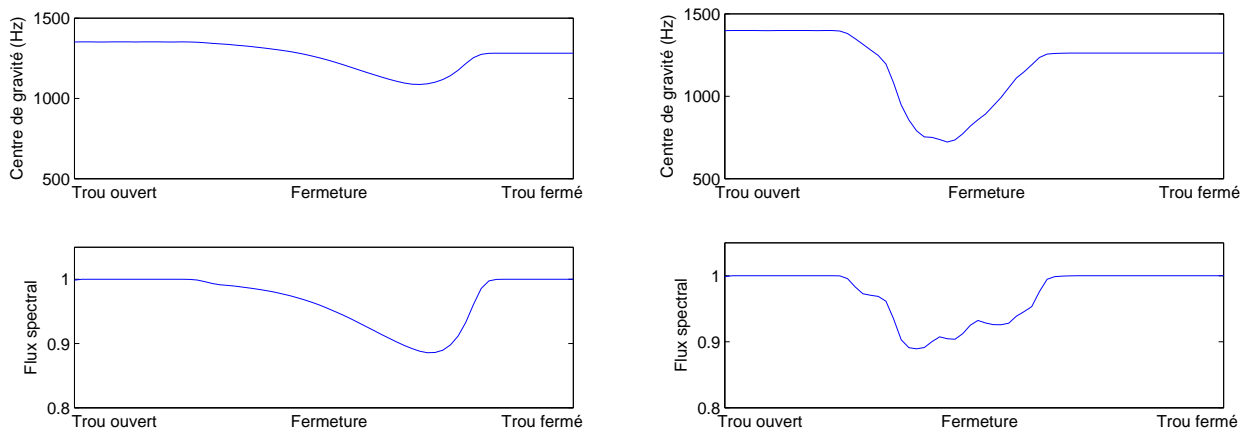 Centre de gravité (Hz)
1500
1000
500
Trou ouvert Fermeture Trou fermé
Centre de gravité (Hz)
1500
1000
500
Trou ouvert Fermeture Trou fermé
Flux spectral
1
0.9
0.8
Trou ouvert Fermeture Trou fermé
Flux spectral
1
0.9
0.8
Trou ouvert Fermeture Trou fermé